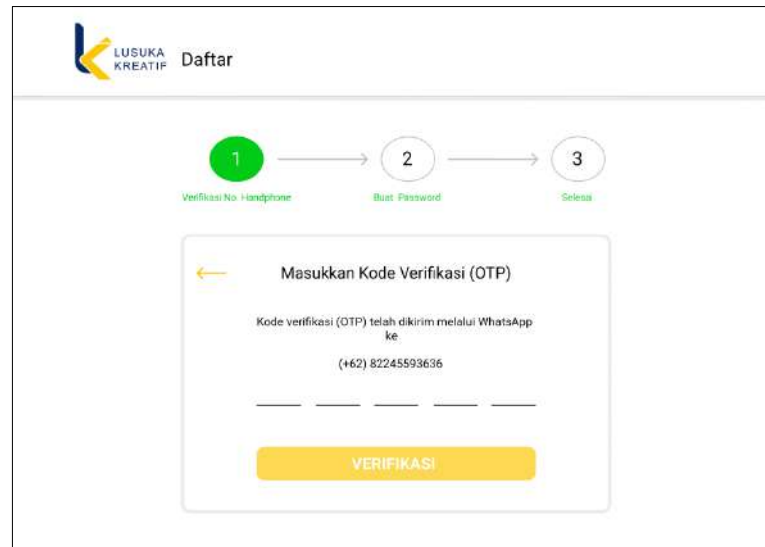 LUSUKA
KREATIF
Daftar
1
2
3
Verifikasi No Handphone
Buat Password
Selesai
Masukkan Kode Verifikasi (OTP)
Kode verifikasi (OTP) telah dikirim melalui WhatsApp
ke
(+62) 82245593636
VERIFIKASI